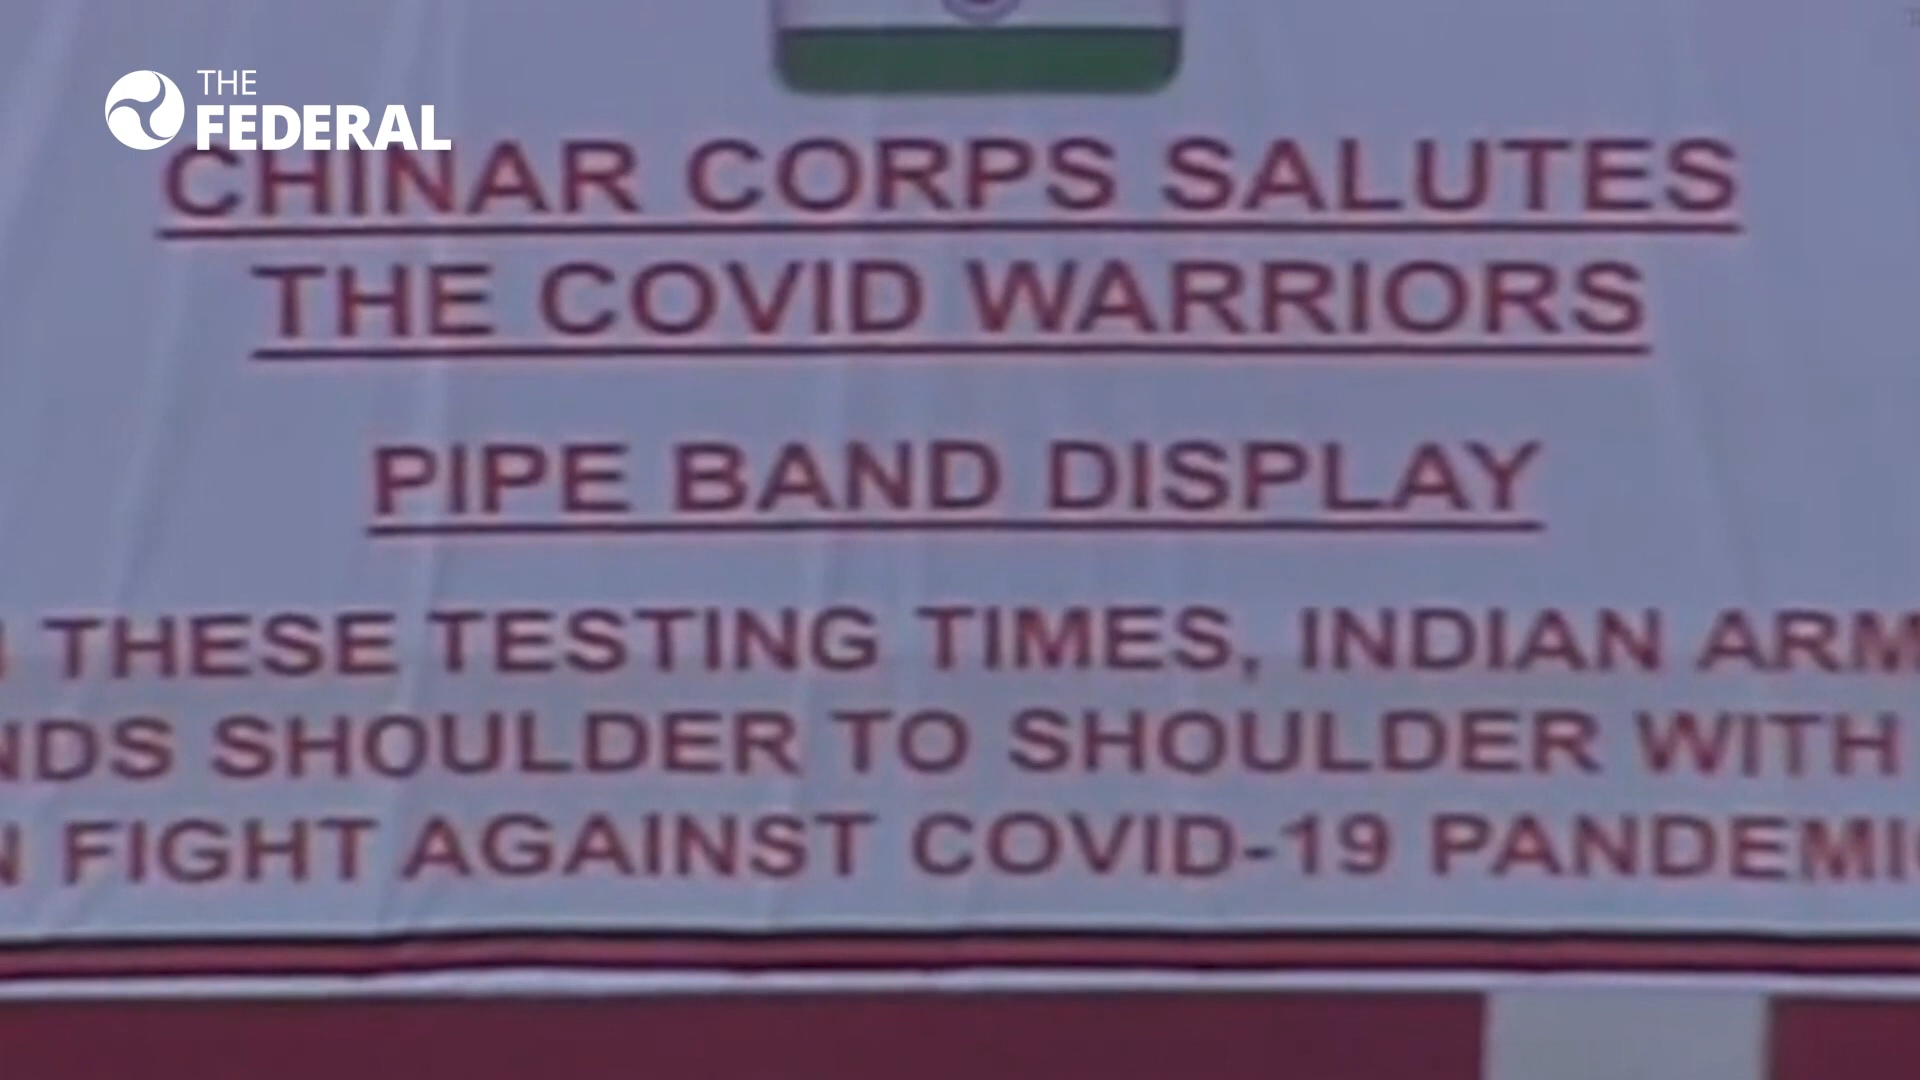 THE
FEDERAL
CHINAR CORPS SALUTES
THE COVID WARRIORS
PIPE BAND DISPLAY
THESE TESTING TIMES, INDIAN ARM
NDS SHOULDER TO SHOULDER WITH
N FIGHT AGAINST COVID-19 PANDEMI